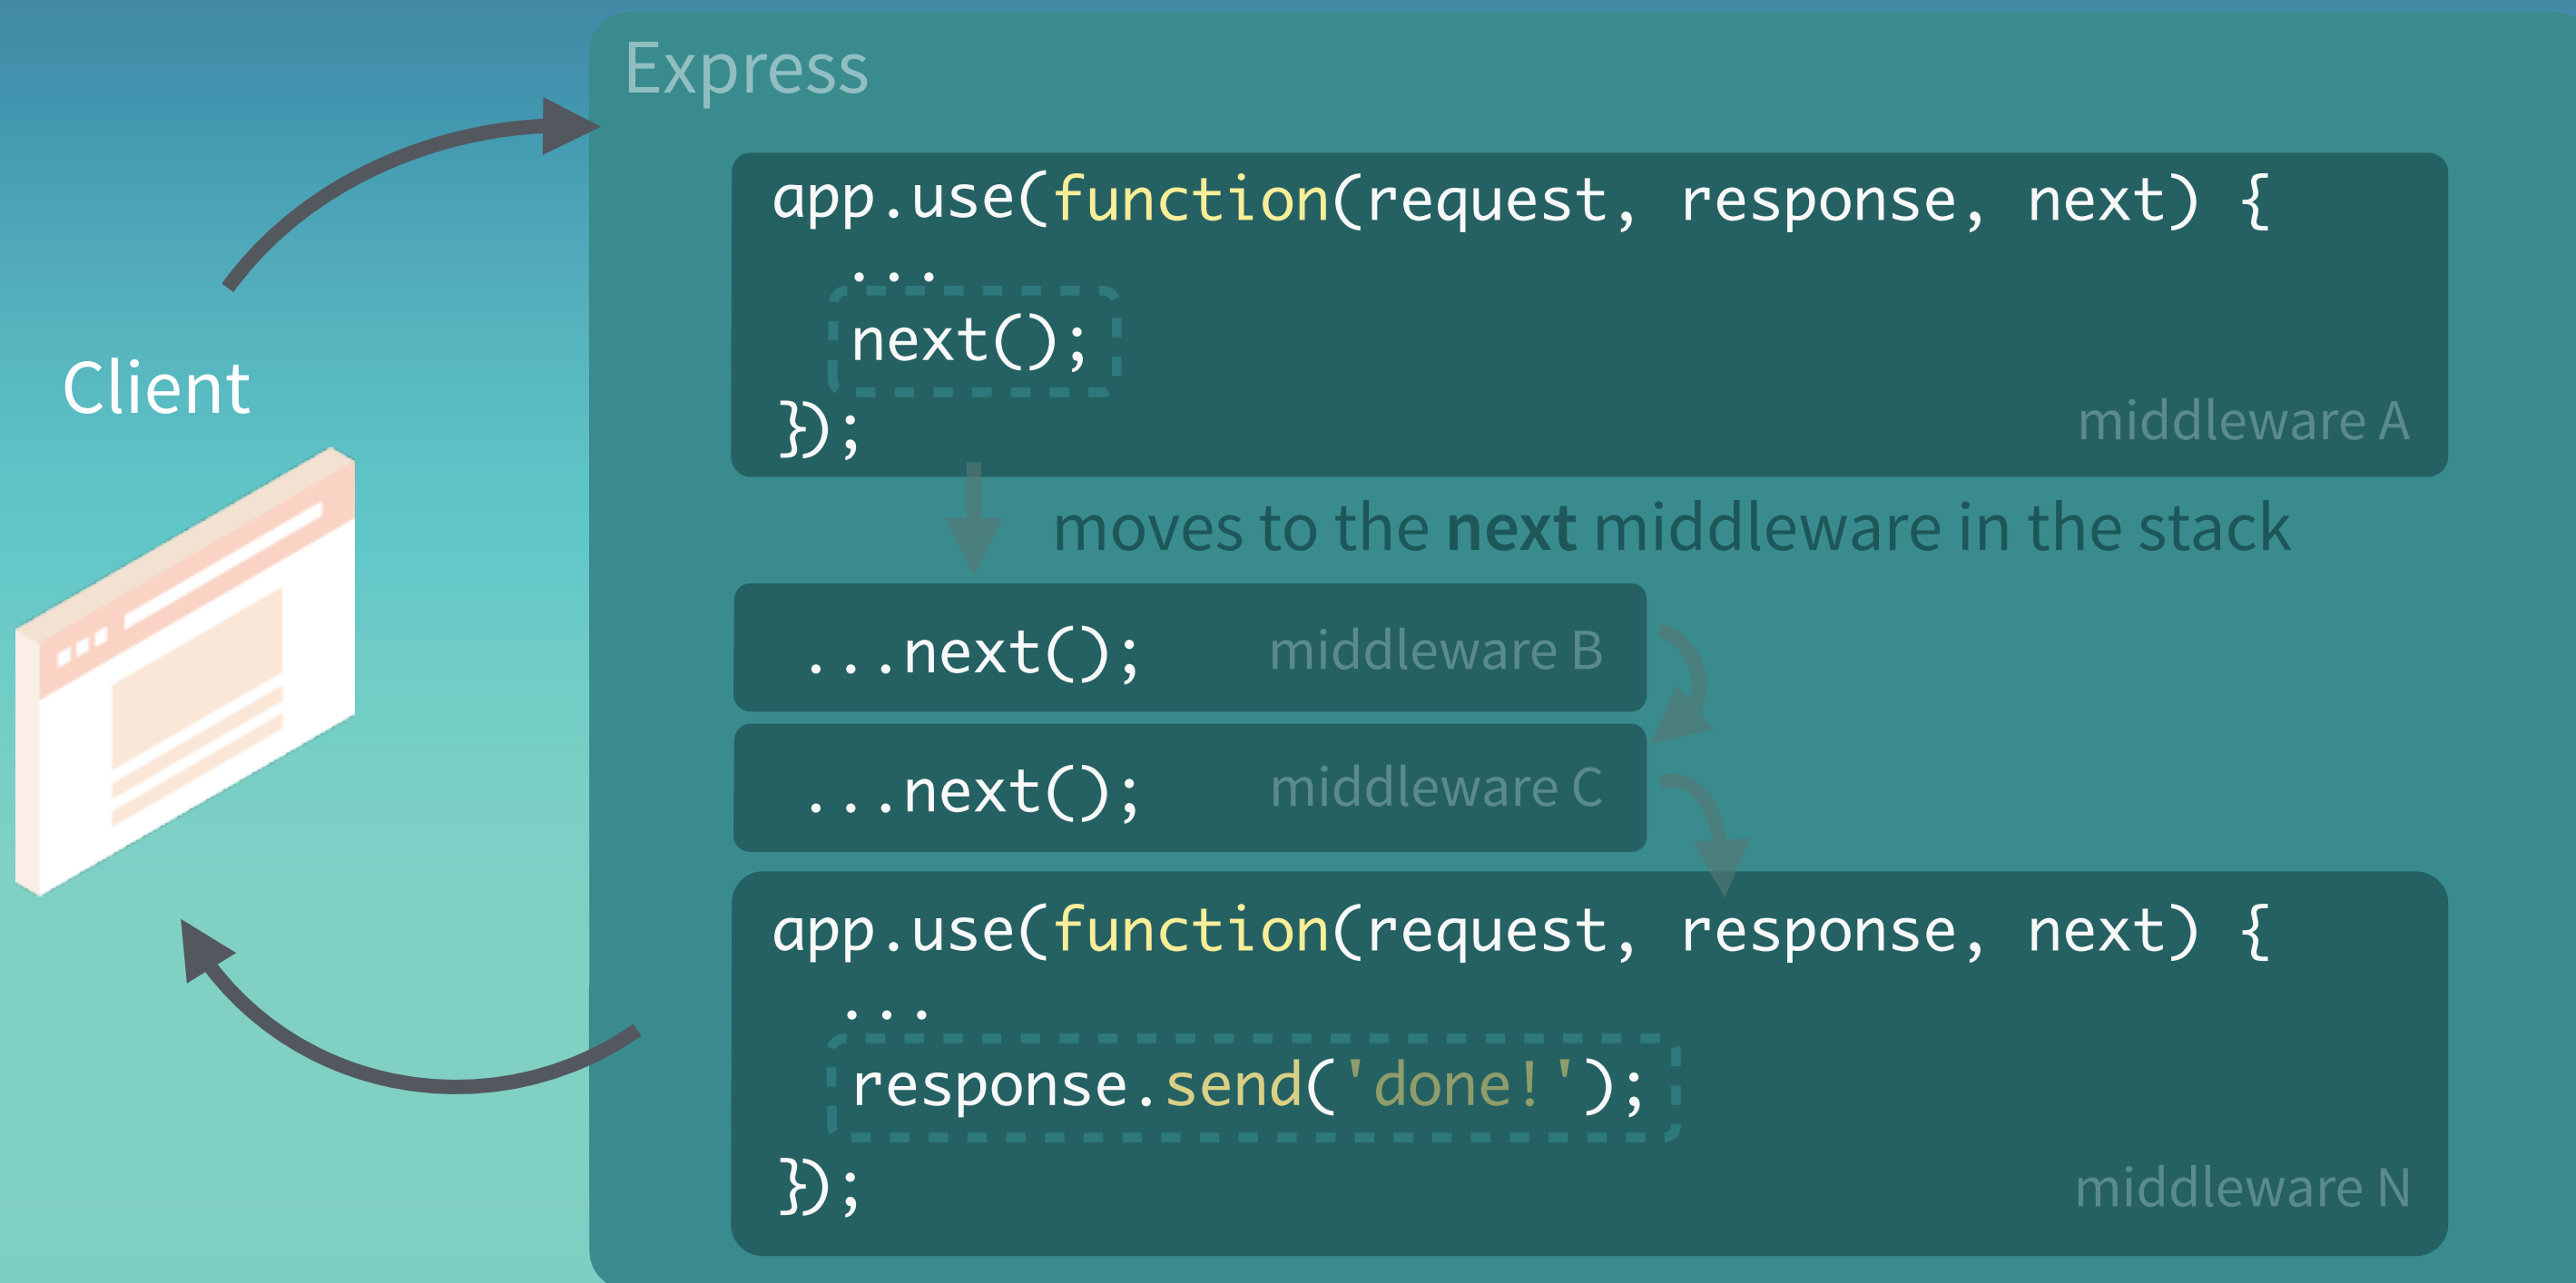 Express
app.use(function(request, response, next) {
...
next();
});
middleware A
Client
moves to the next middleware in the stack
...next(); middleware B
...next(); middleware C
app.use(function(request, response, next) {
...
response.send('done!');
});
middleware N